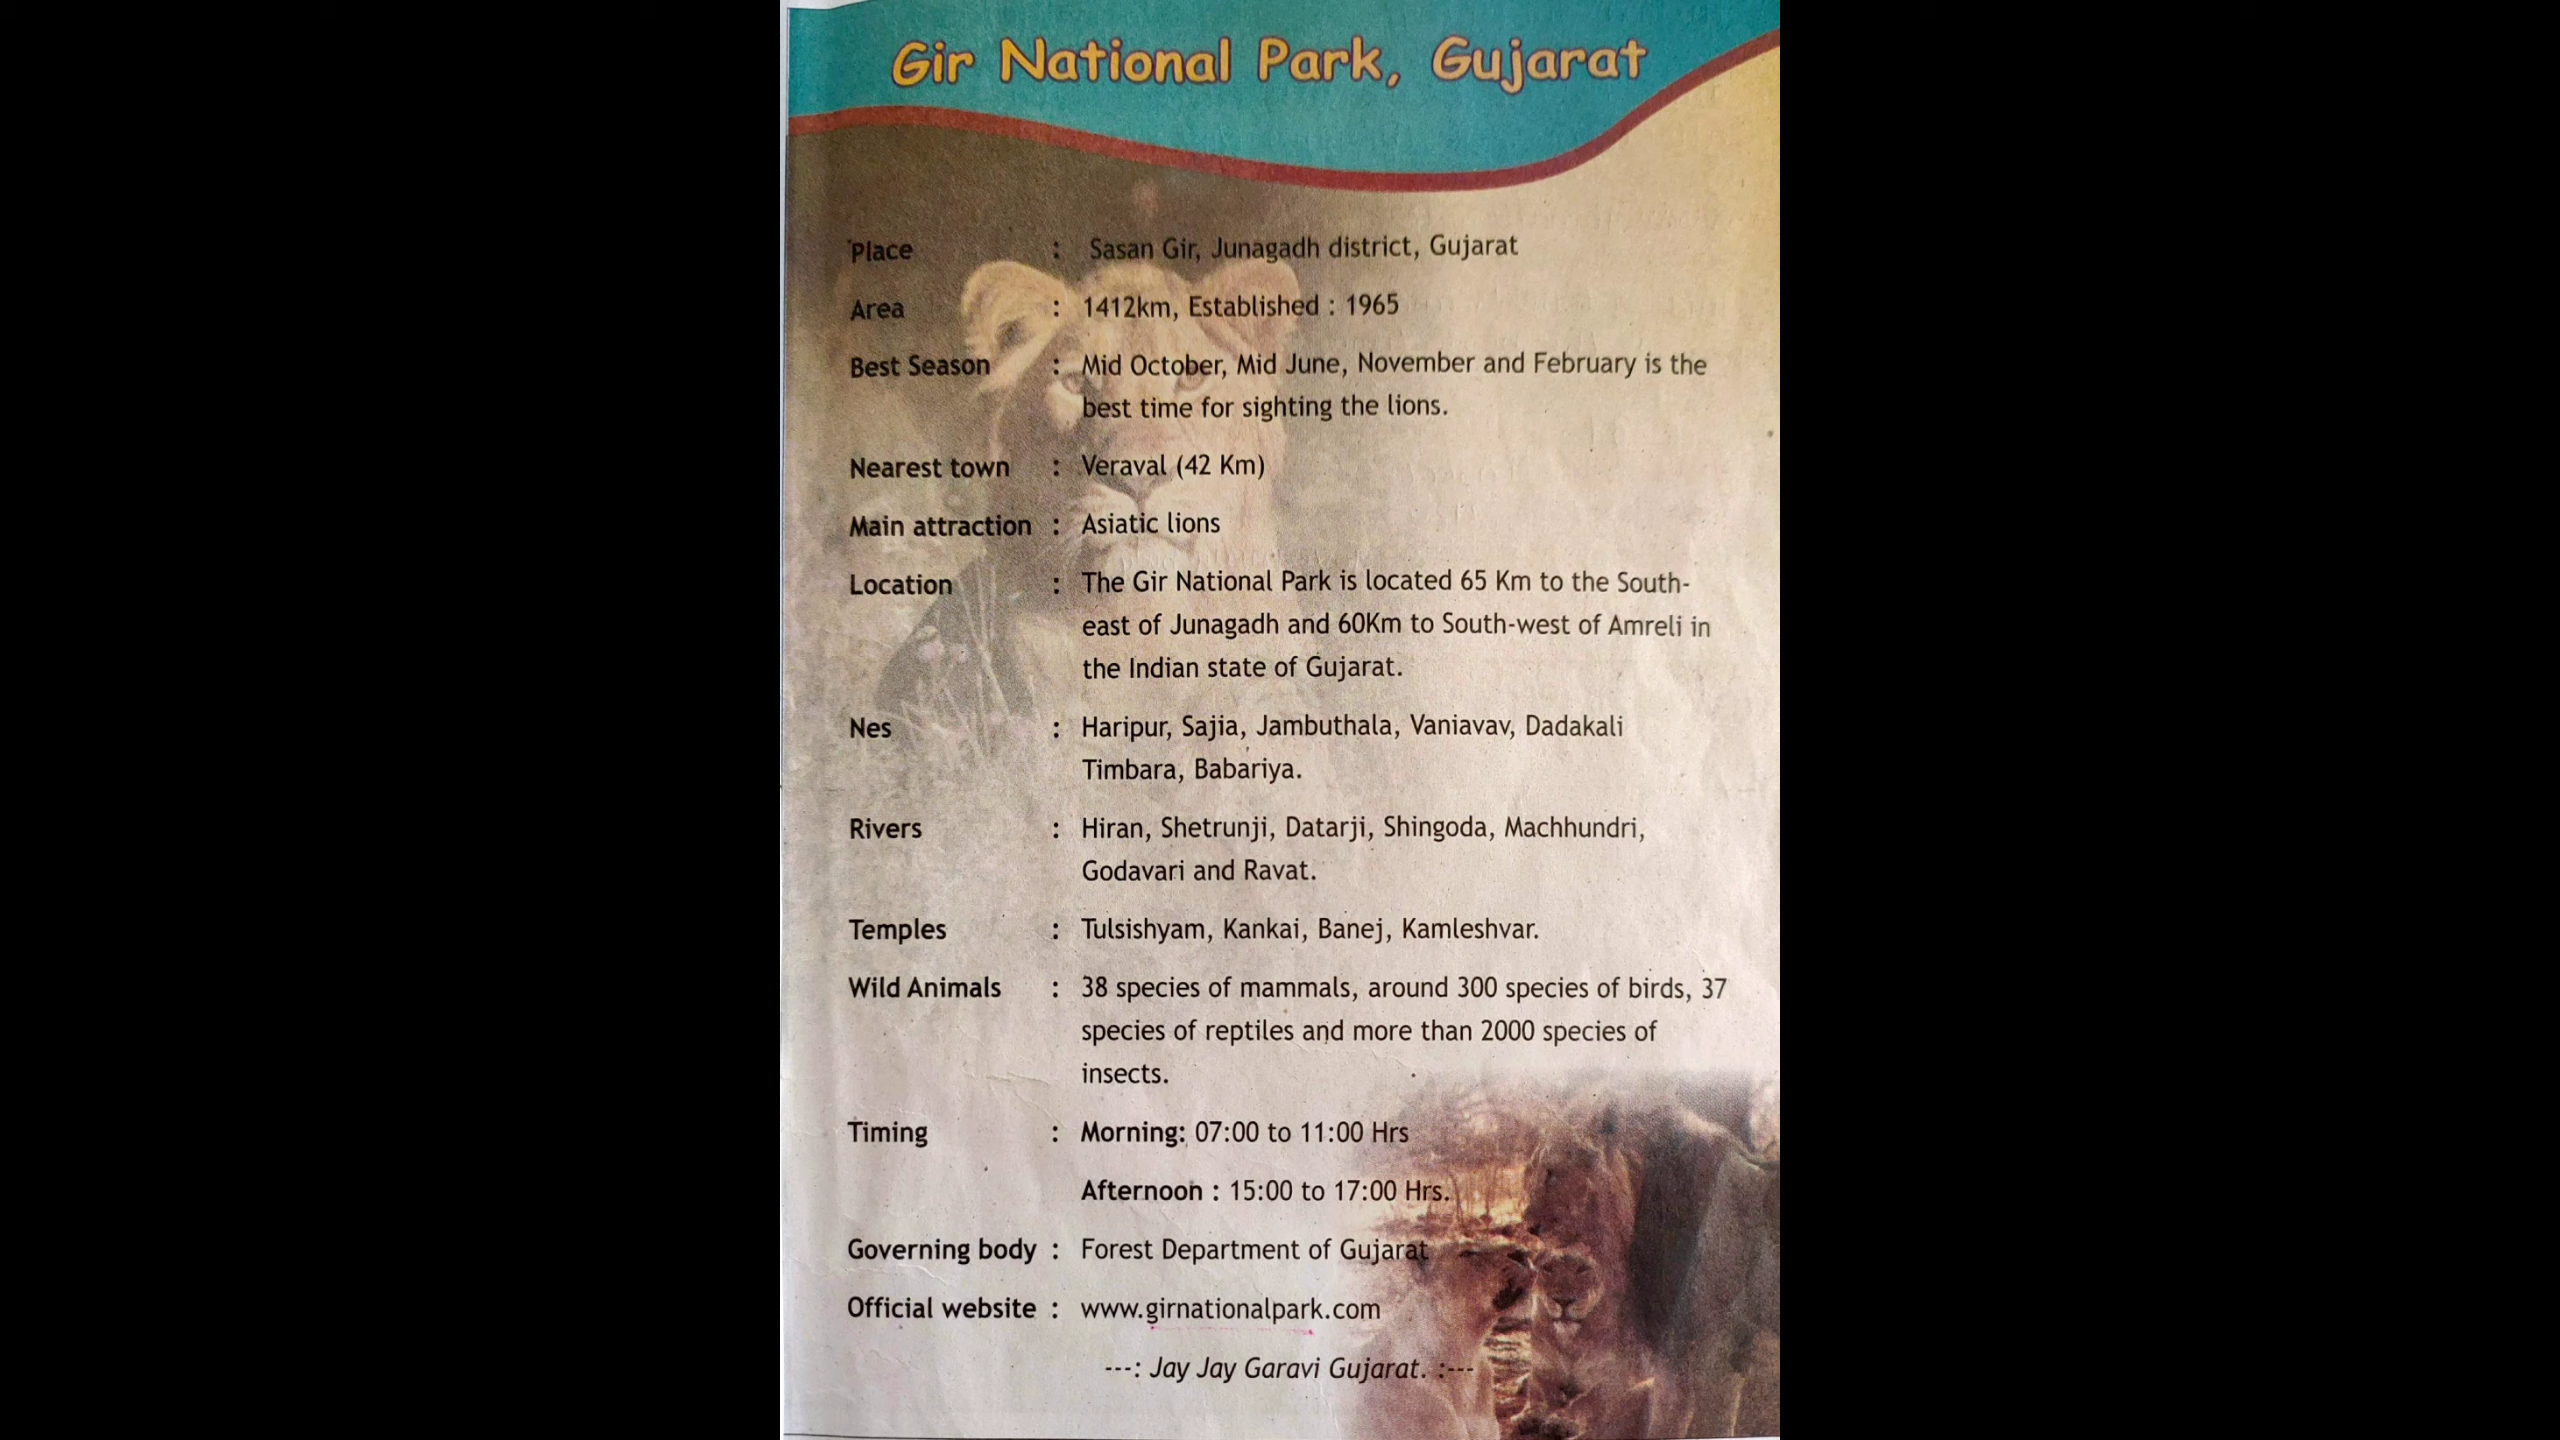 Gir National Park, Gujarat
Place : Sasan Gir, Junagadh district, Gujarat
Area : 1412km, Established : 1965
Best Season : Mid October, Mid June, November and February is the
best time for sighting the lions.
Nearest town : Veraval (42 Km)
Main attraction : Asiatic lions
Location : The Gir National Park is located 65 Km to the South-
east of Junagadh and 60Km to South-west of Amreli in
the Indian state of Gujarat.
Nes : Haripur, Sajia, Jambuthala, Vaniavav, Dadakali
Timbara, Babariya.
Rivers : Hiran, Shetrunji, Datarji, Shingoda, Machhundri,
Godavari and Ravat.
Temples : Tulsishyam, Kankai, Banej, Kamleshvar.
Wild Animals : 38 species of mammals, around 300 species of birds, 37
species of reptiles and more than 2000 species of
insects.
Timing : Morning: 07:00 to 11:00 Hrs
Afternoon : 15:00 to 17:00 Hrs.
Governing body : Forest Department of Gujarat
Official website : www.girnationalpark.com
---: Jay Jay Garavi Gujarat. :---